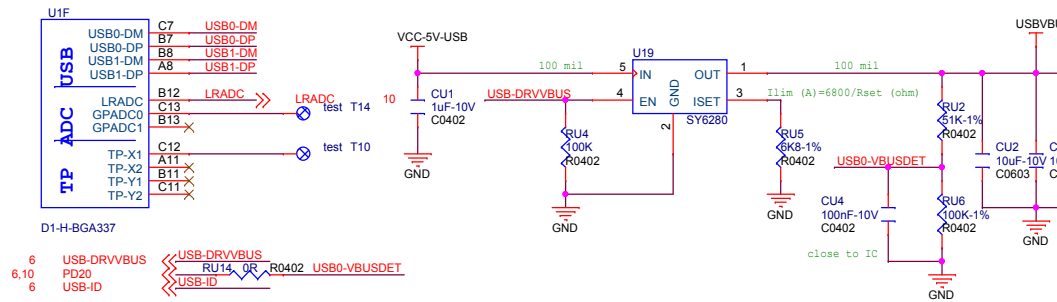 U1F
USB
ADC
TP
USB0-DM C7 USB0-DM
USB0-DP B7 USB0-DP
USB1-DM B8 USB1-DM
USB1-DP A8 USB1-DP
LRADC B12 LRADC LRADC 10
GPADC0 C13 test T14
GPADC1 B13
TP-X1 C12 test T10
TP-X2 A11
TP-Y1 B11
TP-Y2 C11
D1-H-BGA337
6 USB-DRVVBUS USB-DRVVBUS
6,10 PD20 RU14 0R R0402 USB0-VBUSDET
6 USB-ID USB-ID
VCC-5V-USB
100 mil
CU1
1uF-10V
C0402
GND
USB-DRVVBUS
RU4
100K
R0402
GND
U19
5 IN OUT 1
4 EN ISET 3
GND
2
SY6280
100 mil
Ilim (A)=6800/Rset (ohm)
RU5
6K8-1%
R0402
GND
USB0-VBUSDET
CU4
100nF-10V
C0402
close to IC
RU2
51K-1%
R0402
RU6
100K-1%
R0402
GND
CU2
10uF-10V
C0603
GND